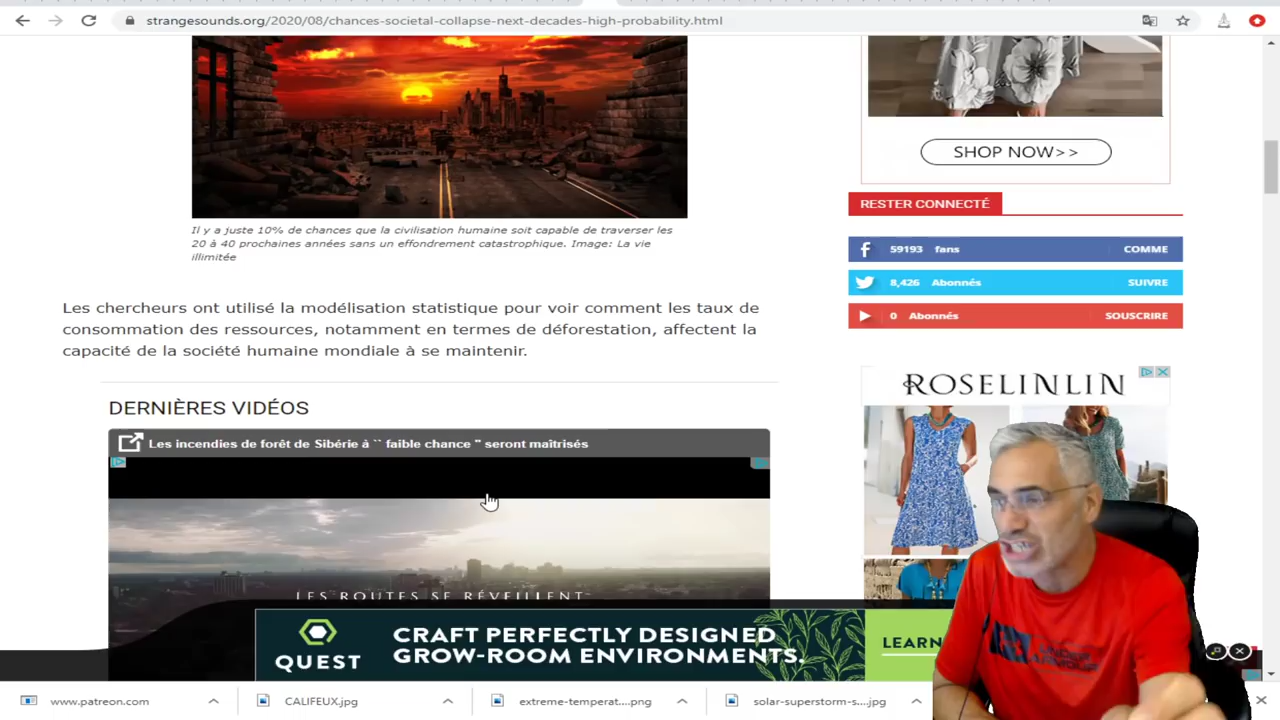 strangesounds.org/2020/08/chances-societal-collapse-next-decades-high-probability.html
SHOP NOW>>
Il y a juste 10% de chances que la civilisation humaine soit capable de traverser les
20 à 40 prochaines années sans un effondrement catastrophique. Image: La vie
illimitée
RESTER CONNECTÉ
59193 fans COMME
8,426 Abonnés SUIVRE
0 Abonnés SOUSCRIRE
Les chercheurs ont utilisé la modélisation statistique pour voir comment les taux de
consommation des ressources, notamment en termes de déforestation, affectent la
capacité de la société humaine mondiale à se maintenir.
ROSELINLIN
DERNIÈRES VIDÉOS
Les incendies de forêt de Sibérie à `` faible chance '' seront maîtrisés
LES ROUTES SE RÉVEILLENT
QUEST
CRAFT PERFECTLY DESIGNED
GROW-ROOM ENVIRONMENTS.
LEARN
UNDER
ARMOUR
www.patreon.com
CALIFEUX.jpg
extreme-temperat....png
solar-superstorm-s....jpg